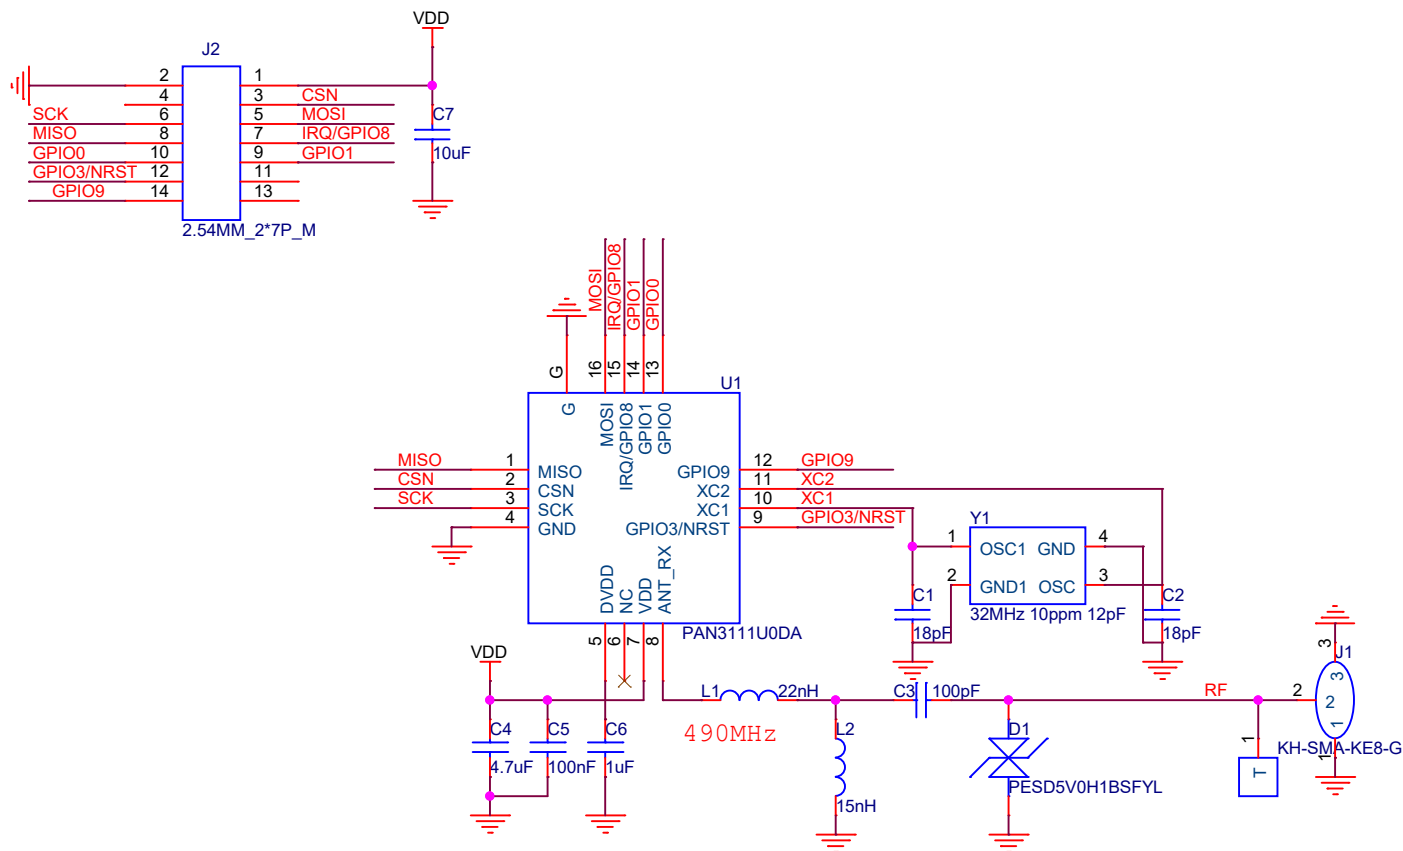 VDD
J2
2
1
4
3
CSN
SCK
6
5
MOSI
C7
MISO
8
7
IRQ/GPIO8
GPIO0
10
9
GPIO1
10uF
GPIO3/NRST
12
11
GPIO9
14
13
2.54MM_2*7P_M
MOSI
IRQ/GPIO8
GPIO1
GPIO0
G
16
15
14
13
U1
G
MOSI
IRQ/GPIO8
GPIO1
GPIO0
MISO
1
MISO
GPIO9
12
GPIO9
CSN
2
CSN
XC2
11
XC2
SCK
3
SCK
XC1
10
XC1
4
GND
GPIO3/NRST
9
GPIO3/NRST
Y1
1
OSC1
GND
4
2
GND1
OSC
3
32MHz 10ppm 12pF
C1
18pF
C2
18pF
DVDD
NC
VDD
ANT_RX
PAN3111U0DA
5
6
7
8
VDD
C4
4.7uF
C5
100nF
C6
1uF
L1
22nH
490MHz
C3
100pF
L2
15nH
D1
PESD5V0H1BSFYL
RF
1
T
3
J1
3
2
2
1
KH-SMA-KE8-G
1